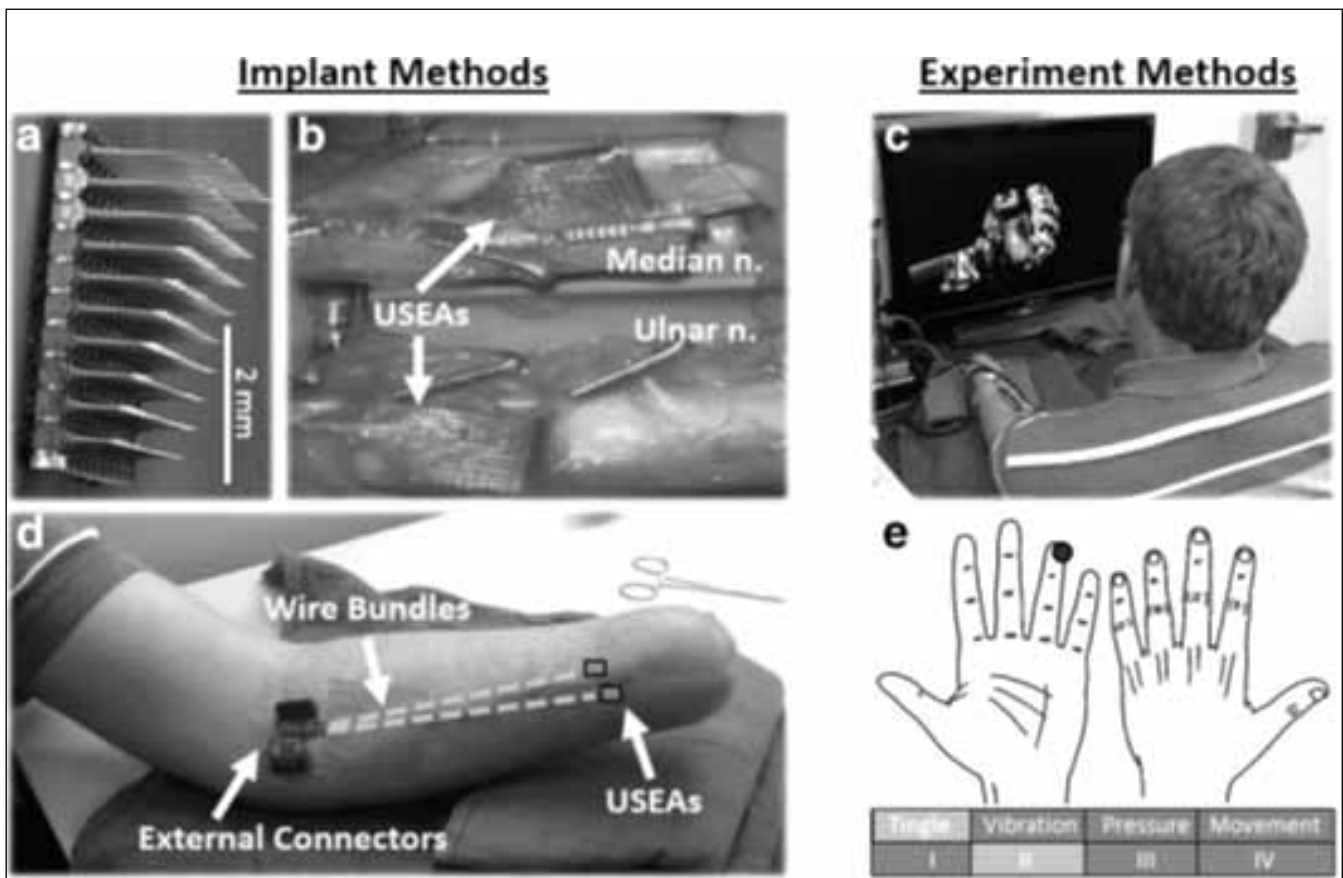 Implant Methods
Experiment Methods
a
b
c
2 mm
USEAs
Median n.
Ulnar n.
d
Wire Bundles
External Connectors
USEAs
e
Tingle Vibration Pressure Movement
I II III IV